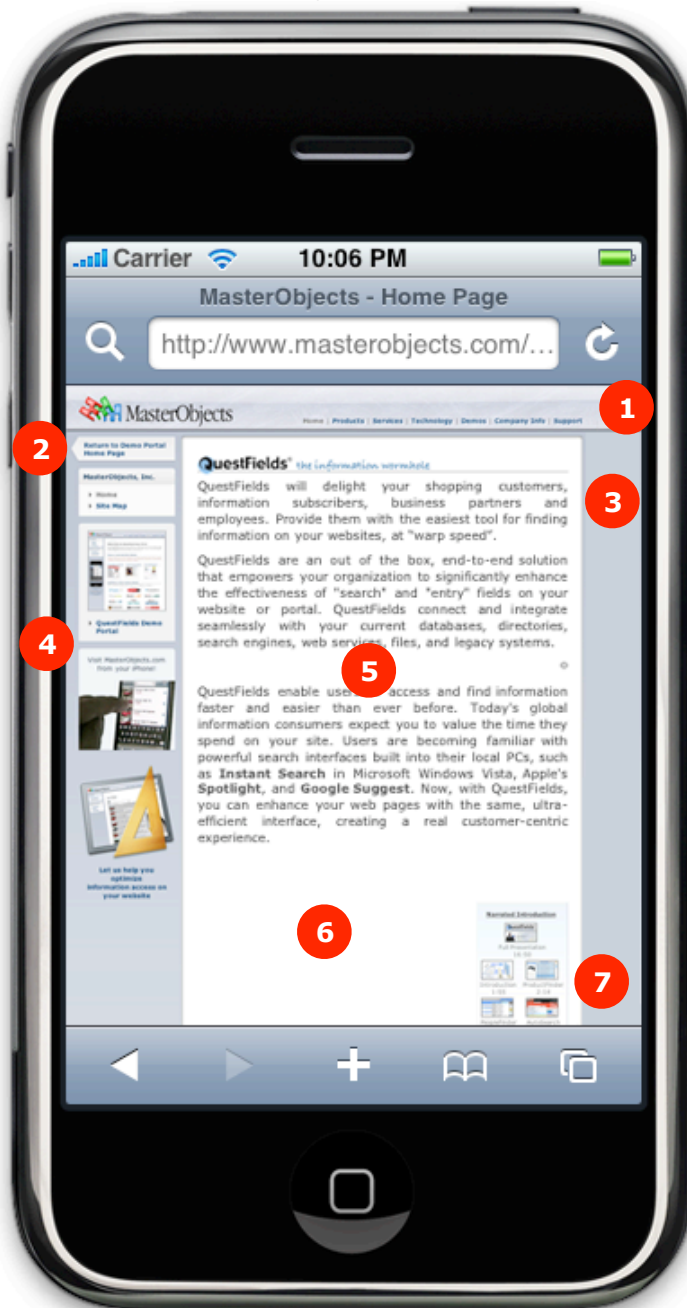 Carrier 10:06 PM
MasterObjects - Home Page
http://www.masterobjects.com/...
MasterObjects
Home | Products | Services | Technology | Demos | Company Info | Support
1
2
Return to Demo Portal
Home Page
MasterObjects, Inc.
Home
Site Map
QuestFields Demo
Portal
4
Visit MasterObjects.com
from your iPhone!
Let us help you
optimize
information access on
your website
QuestFields® the information wormhole
3
QuestFields will delight your shopping customers,
information subscribers, business partners and
employees. Provide them with the easiest tool for finding
information on your websites, at “warp speed”.
QuestFields are an out of the box, end-to-end solution
that empowers your organization to significantly enhance
the effectiveness of "search" and "entry" fields on your
website or portal. QuestFields connect and integrate
seamlessly with your current databases, directories,
search engines, web services, files, and legacy systems.
5
QuestFields enable access and find information
faster and easier than ever before. Today's global
information consumers expect you to value the time they
spend on your site. Users are becoming familiar with
powerful search interfaces built into their local PCs, such
as Instant Search in Microsoft Windows Vista, Apple's
Spotlight, and Google Suggest. Now, with QuestFields,
you can enhance your web pages with the same, ultra-
efficient interface, creating a real customer-centric
experience.
6
Narrated Introduction
QuestFields
Full Presentation
Introduction ProductFinder
7
PeopleFinder AutoSearch